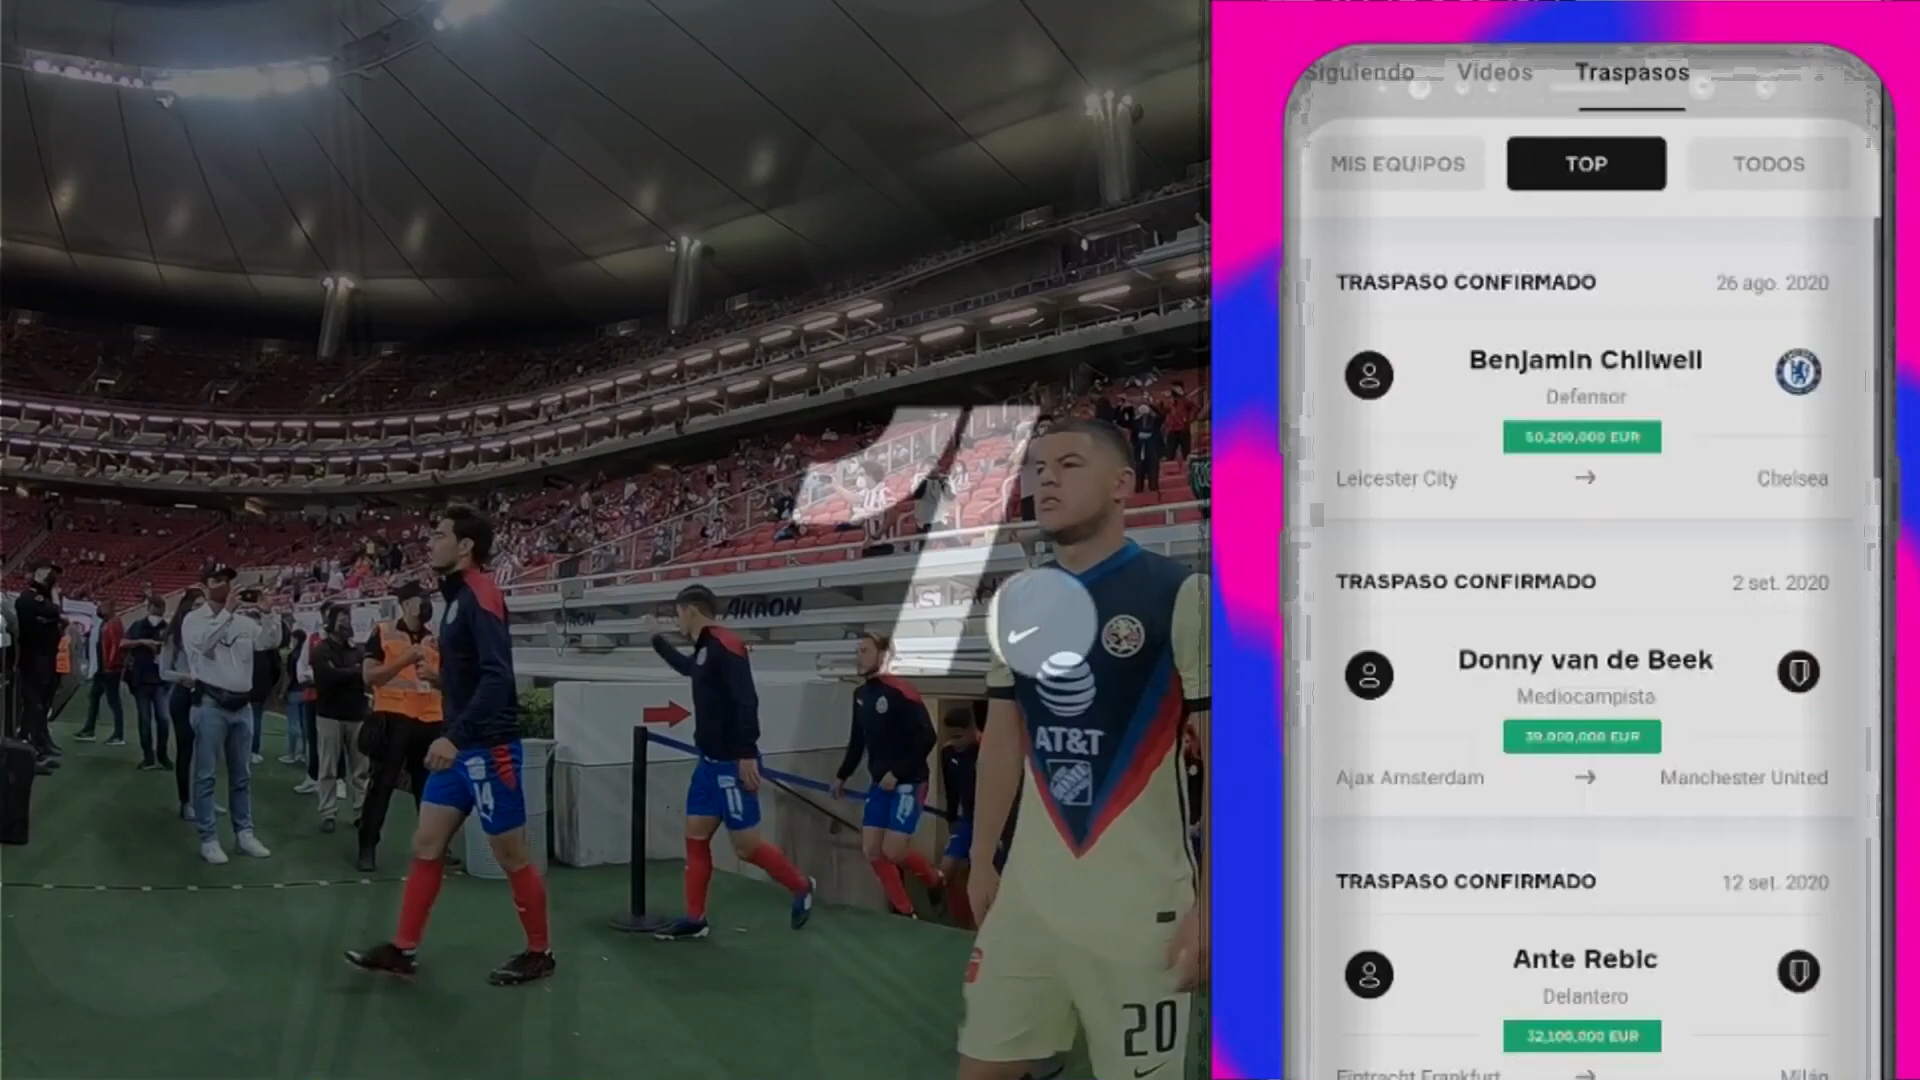 AKRON
14
11
AT&T
20
Siguiendo
Videos
Traspasos
MIS EQUIPOS
TOP
TODOS
TRASPASO CONFIRMADO
26 ago. 2020
Benjamin Chilwell
Defensor
50,200,000 EUR
Leicester City
→
Chelsea
TRASPASO CONFIRMADO
2 set. 2020
Donny van de Beek
Mediocampista
39,000,000 EUR
Ajax Amsterdam
→
Manchester United
TRASPASO CONFIRMADO
12 set. 2020
Ante Rebic
Delantero
32,100,000 EUR
Eintracht Frankfurt
→
Milán